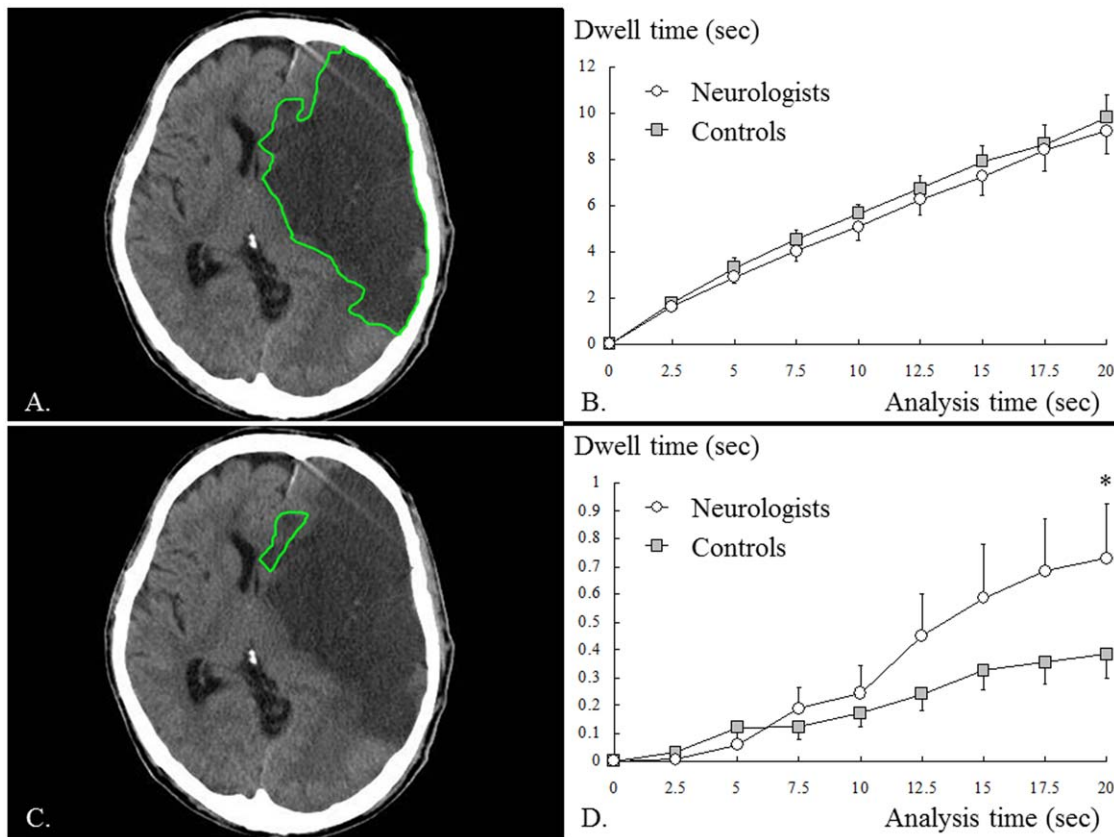 A.
Dwell time (sec)
12
10
8
6
4
2
0
Neurologists
Controls
0 2.5 5 7.5 10 12.5 15 17.5 20
B. Analysis time (sec)
C.
Dwell time (sec)
1
0.9
0.8
0.7
0.6
0.5
0.4
0.3
0.2
0.1
0
Neurologists
Controls
*
0 2.5 5 7.5 10 12.5 15 17.5 20
D. Analysis time (sec)